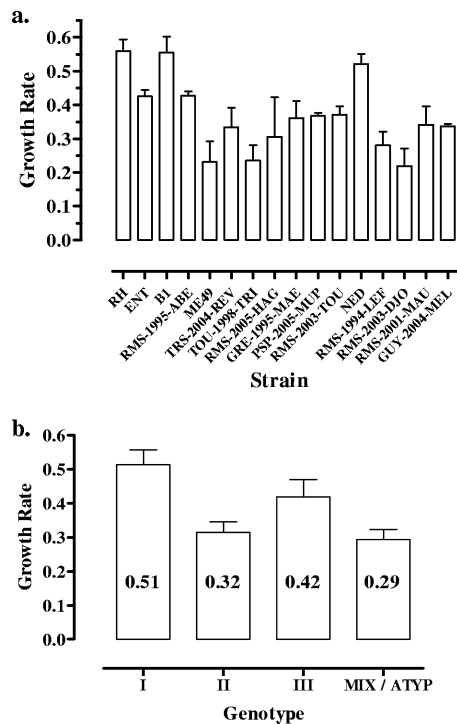 a.
0.6
0.5
0.4
0.3
0.2
0.1
0.0
Growth Rate
RH
ENT
B1
RMS-1995-ABE
ME49
TRS-2004-REV
TOU-1998-TRI
RMS-2005-HAG
GRE-1995-MAE
PSP-2005-MUP
RMS-2003-TOU
NED
RMS-1994-LEF
RMS-2003-DJO
RMS-2001-MAU
GUY-2004-MEL
Strain
b.
0.6
0.5
0.4
0.3
0.2
0.1
0.0
Growth Rate
0.51
0.32
0.42
0.29
I
II
III
MIX / ATYP
Genotype